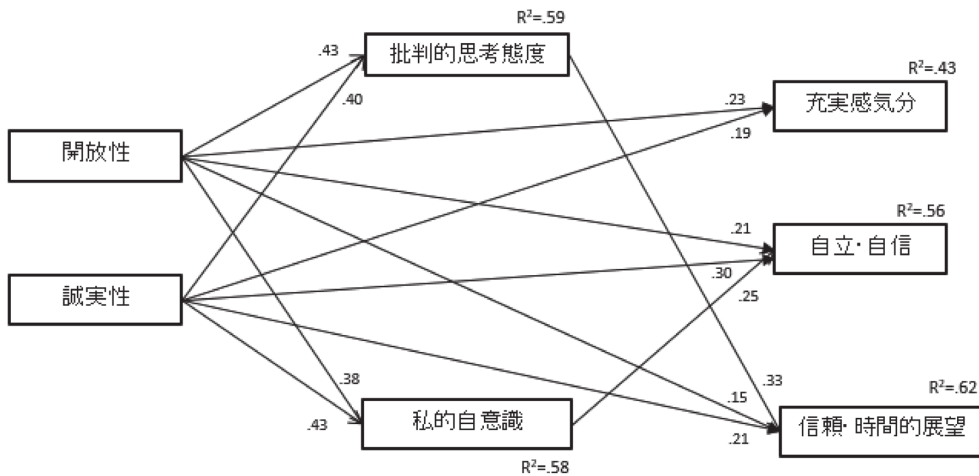 R²=.59
批判的思考態度
.43
.40
R²=.43
充実感気分
.23
.19
開放性
R²=.56
自立・自信
.21
.30
.25
誠実性
.38
.43
私的自意識
R²=.58
.33
.15
.21
R²=.62
信頼・時間的展望